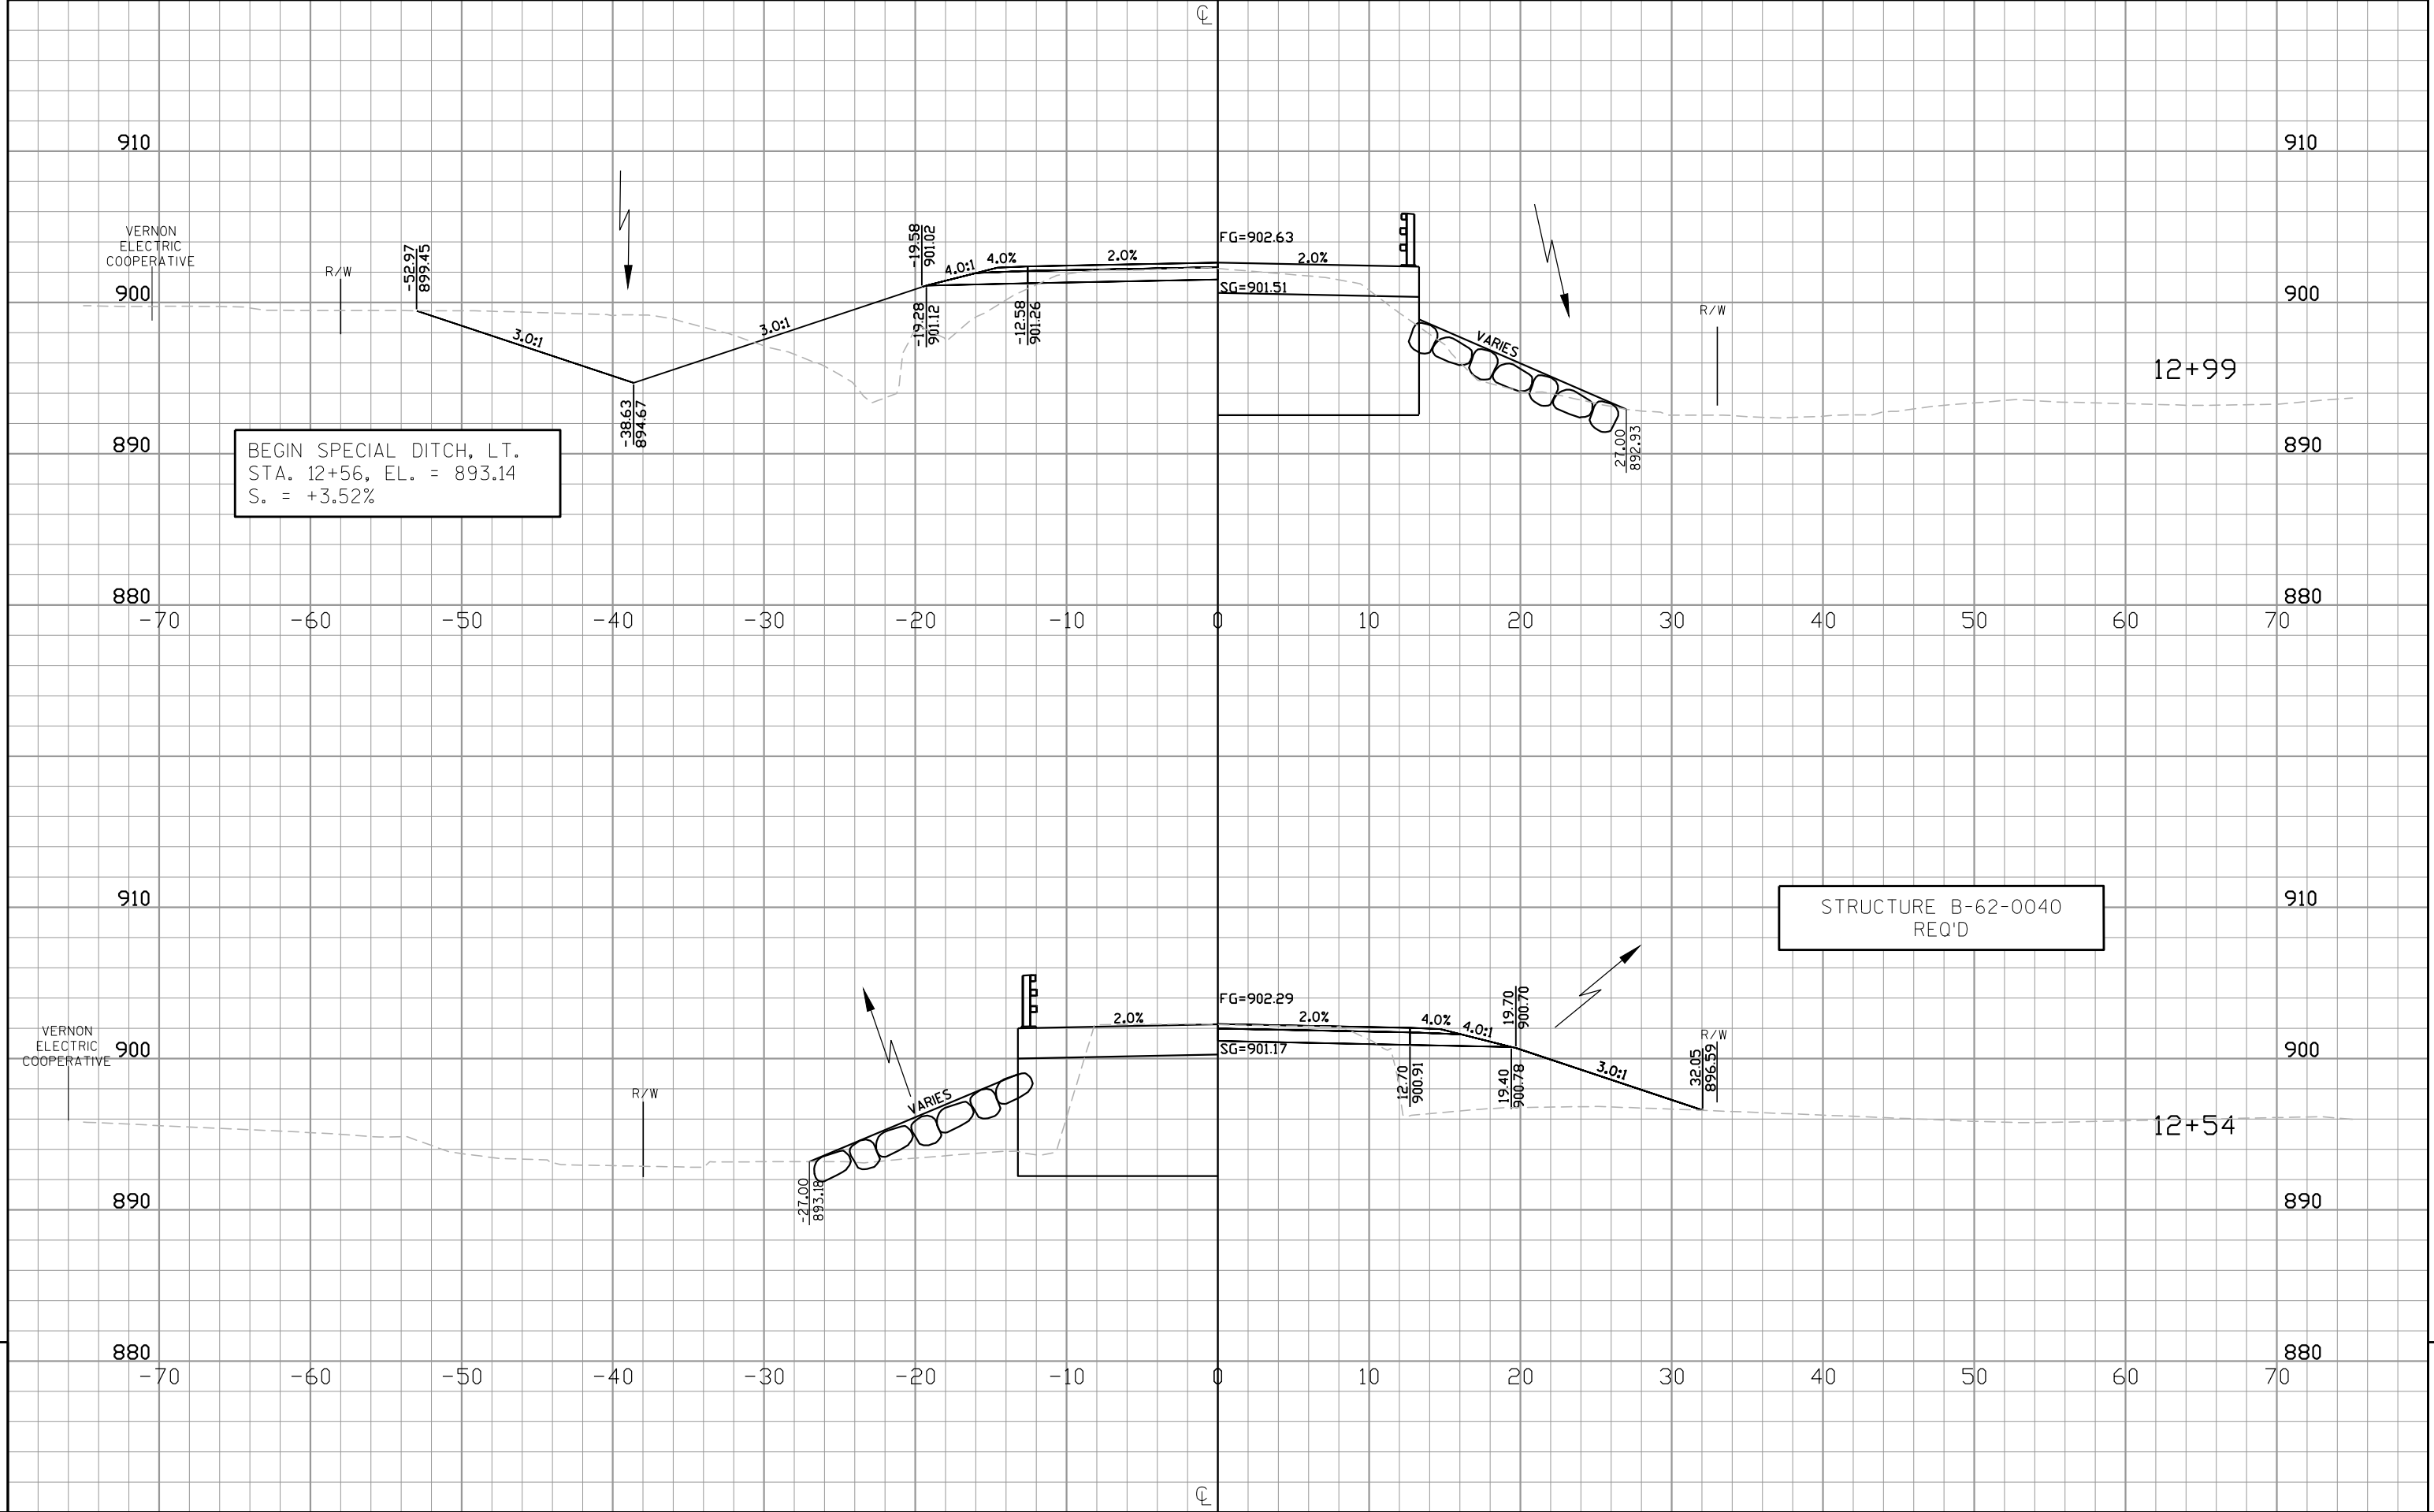 ℄
910
910
VERNON
ELECTRIC
COOPERATIVE
R/W
-52.97
899.45
-19.58
901.02
4.0:1
4.0%
2.0%
FG=902.63
2.0%
900
900
3.0:1
3.0:1
-19.28
901.12
-12.58
901.26
SG=901.51
VARIES
R/W
12+99
-38.63
894.67
27.00
892.93
890
890
BEGIN SPECIAL DITCH, LT.
STA. 12+56, EL. = 893.14
S. = +3.52%
880
880
-70 -60 -50 -40 -30 -20 -10 0 10 20 30 40 50 60 70
910
910
STRUCTURE B-62-0040
REQ'D
VERNON
ELECTRIC
COOPERATIVE
2.0%
FG=902.29
2.0%
4.0%
4.0:1
19.70
900.70
R/W
900
900
SG=901.17
12.70
900.91
19.40
900.78
3.0:1
32.05
896.59
R/W
VARIES
12+54
-27.00
893.18
890
890
880
880
-70 -60 -50 -40 -30 -20 -10 0 10 20 30 40 50 60 70
℄